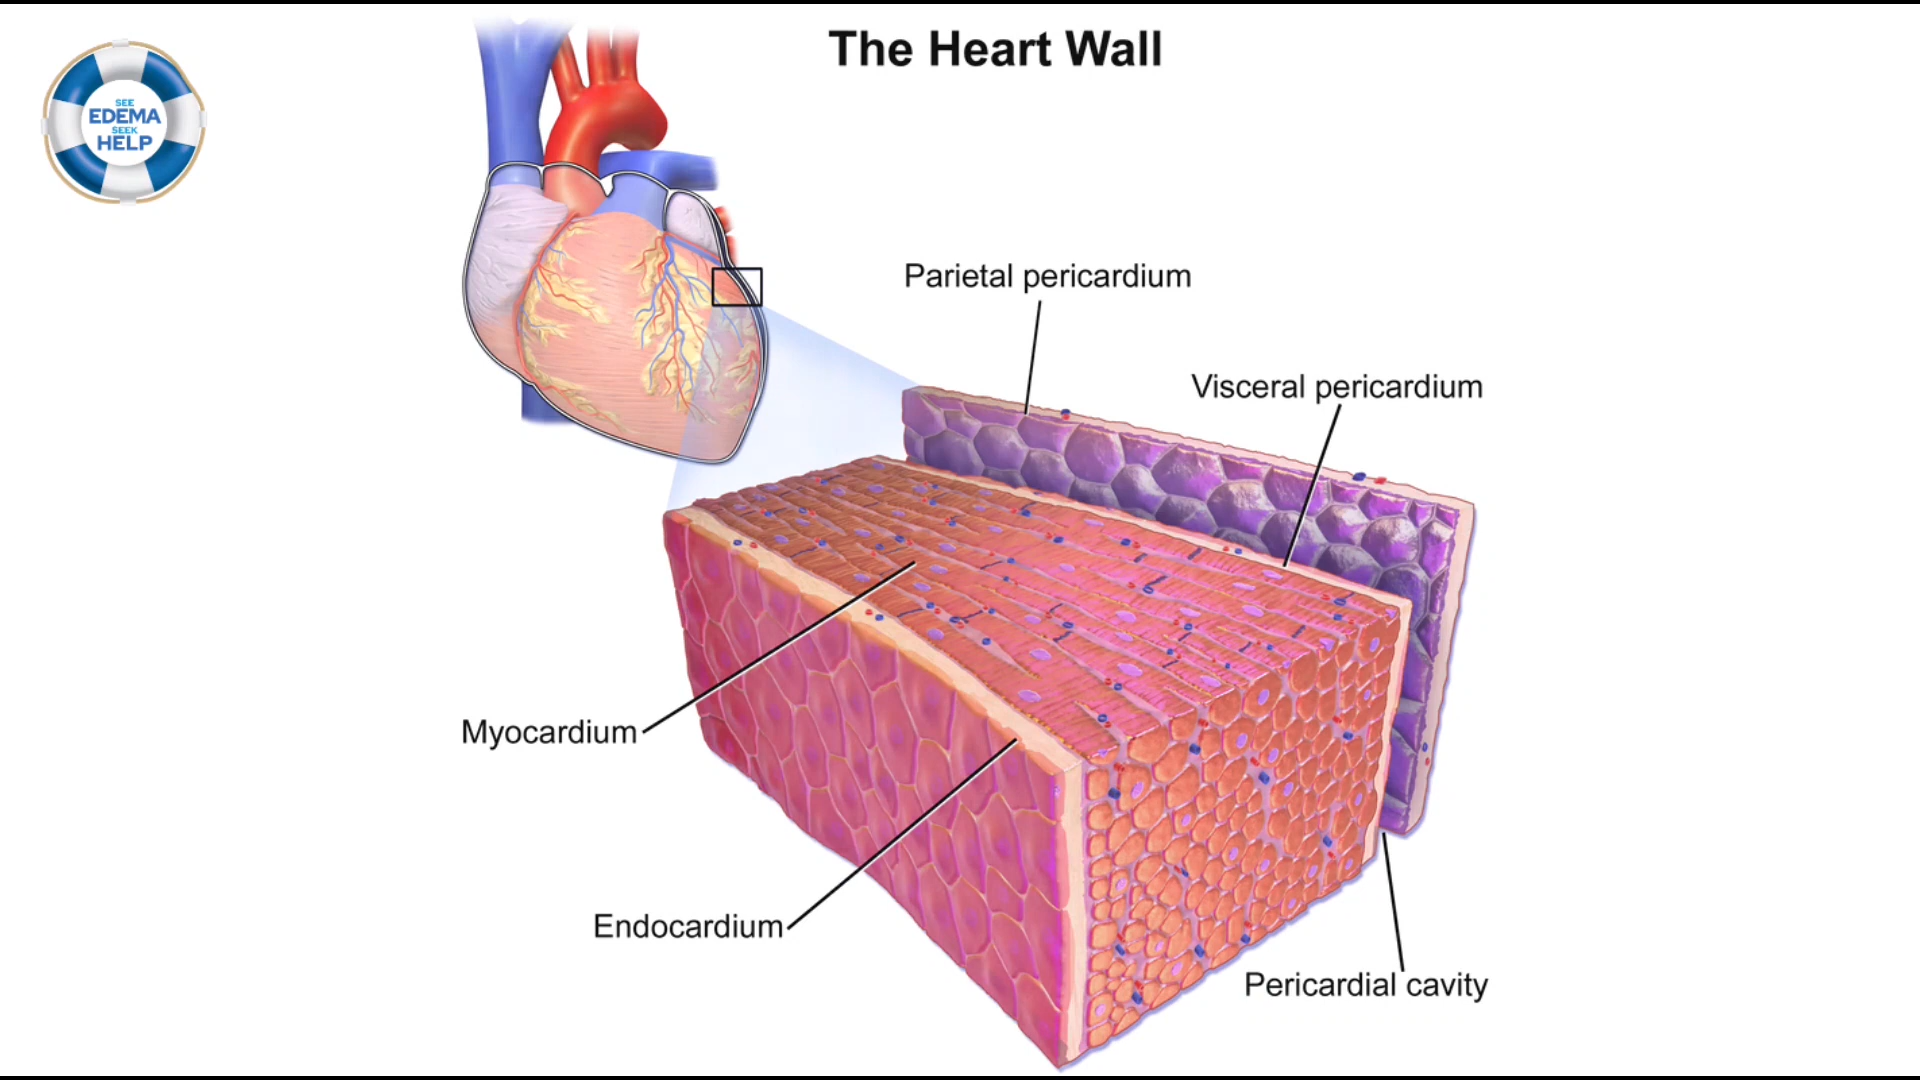 The Heart Wall
SEE
EDEMA
SEEK
HELP
Parietal pericardium
Visceral pericardium
Myocardium
Endocardium
Pericardial cavity